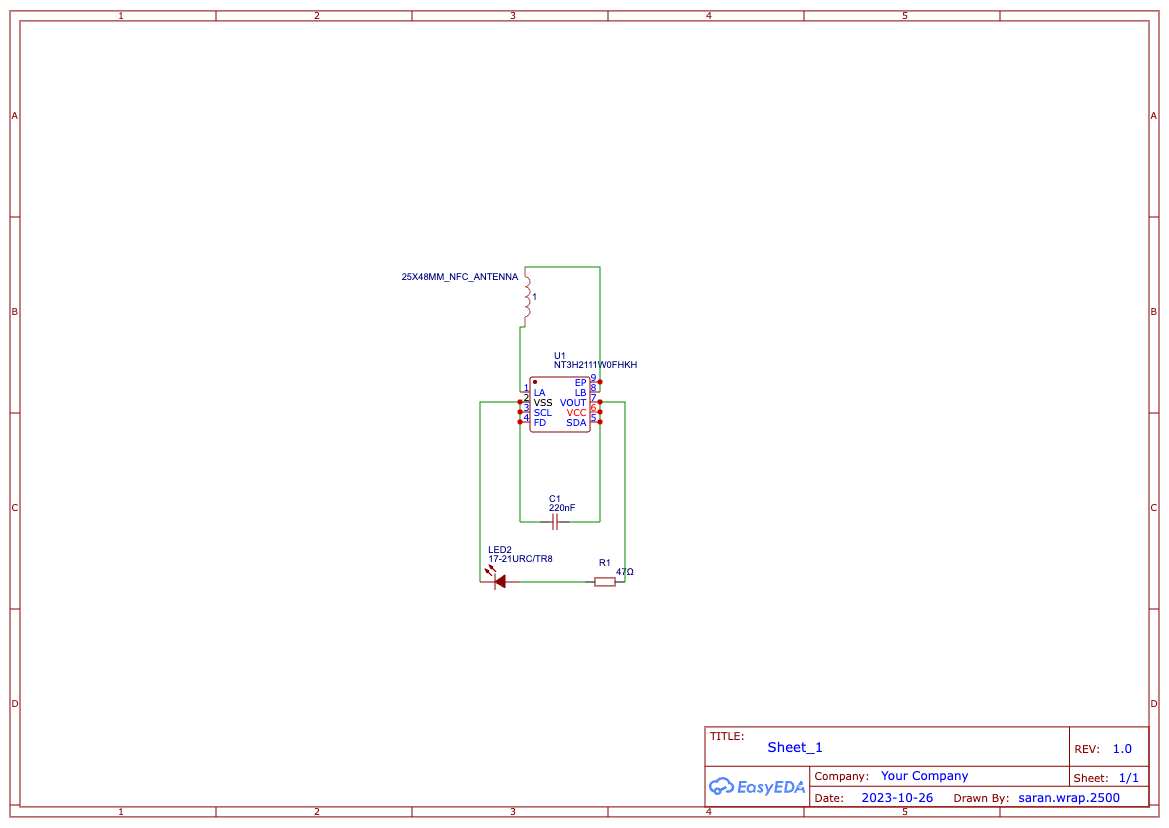 1 2 3 4 5
A A
25X48MM_NFC_ANTENNA
1
B B
U1
NT3H2111W0FHKH
1 LA
2 VSS
3 SCL
4 FD
EP 9
LB 8
VOUT 7
VCC 6
SDA 5
C1
220nF
C C
LED2
17-21URC/TR8
R1
47Ω
D D
TITLE:
Sheet_1
REV: 1.0
EasyEDA
Company: Your Company
Sheet: 1/1
Date: 2023-10-26 Drawn By: saran.wrap.2500
1 2 3 4 5